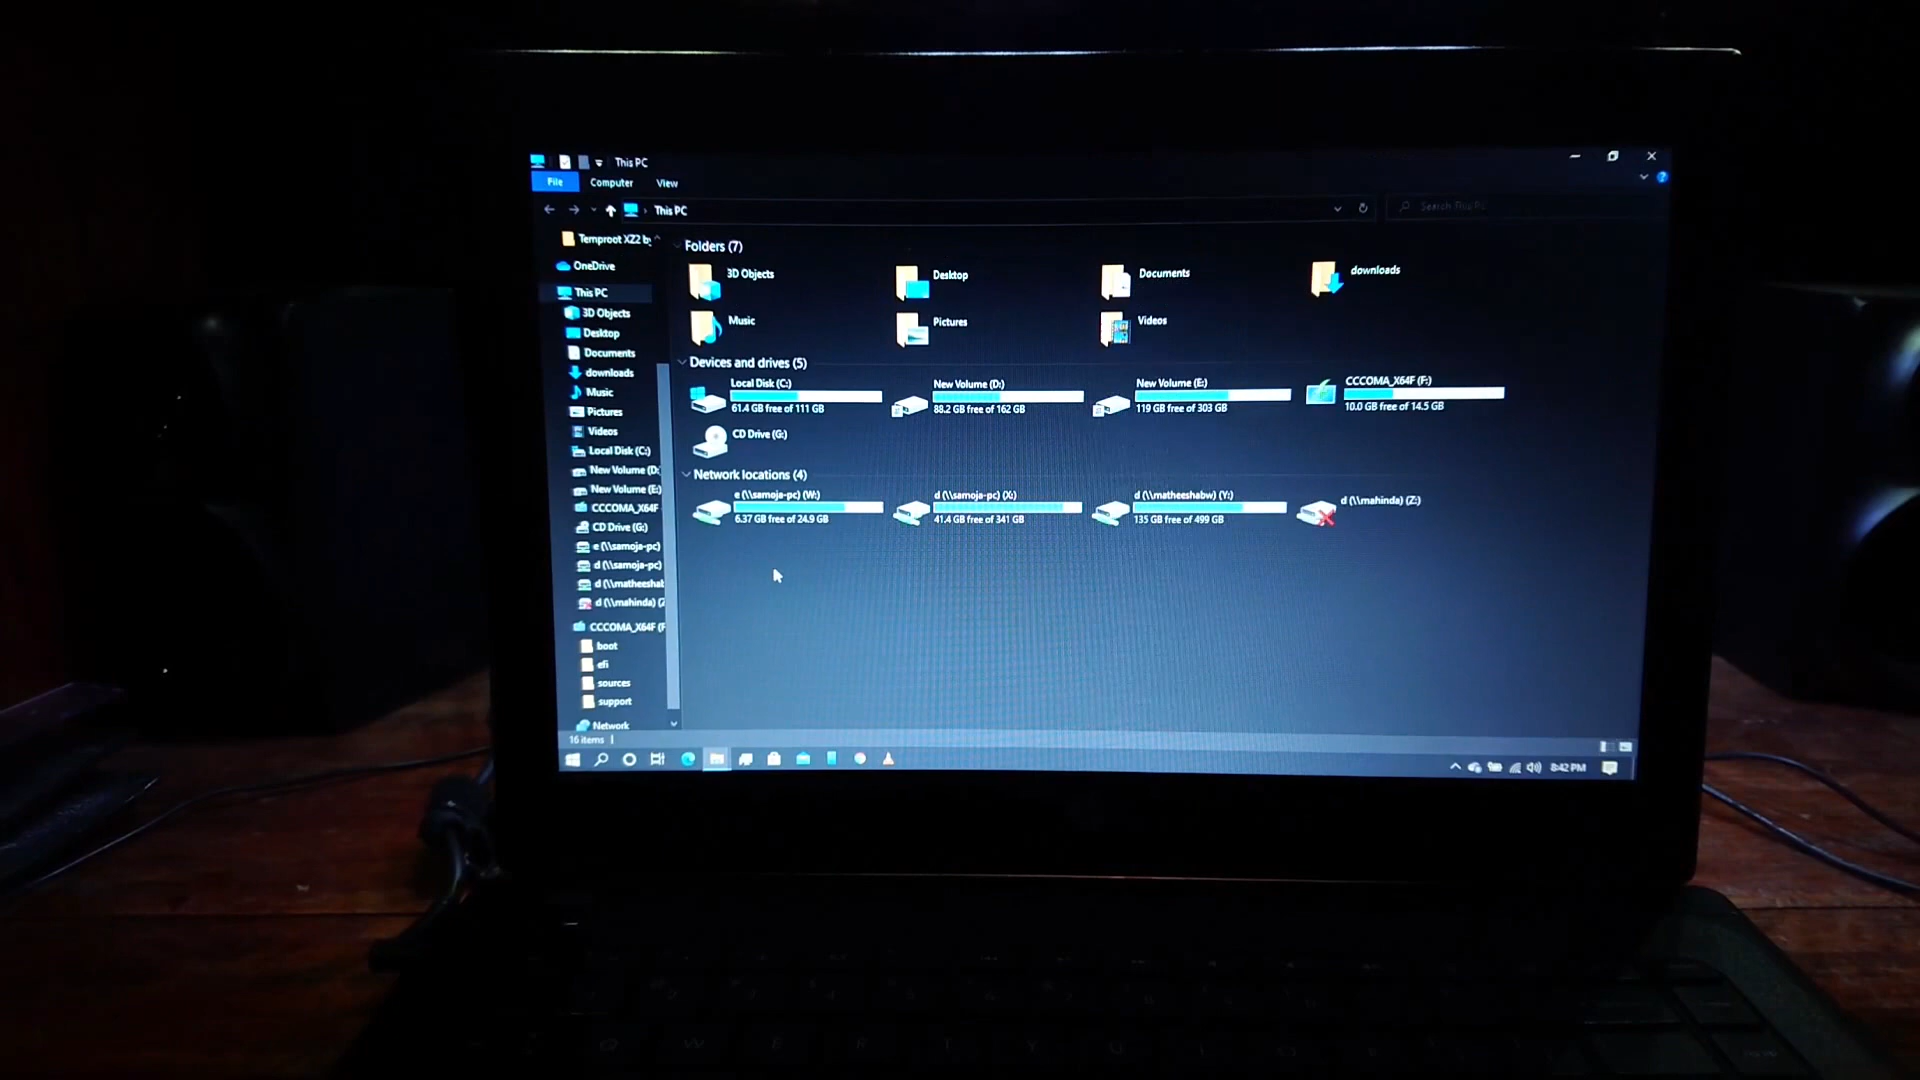 This PC
File Computer View
This PC
Search This PC
Temproot XZ2 by
OneDrive
This PC
3D Objects
Desktop
Documents
downloads
Music
Pictures
Videos
Local Disk (C:)
New Volume (D:
New Volume (E:)
CCCOMA_X64F
CD Drive (G:)
e (\\samoja-pc)
d (\\samoja-pc)
d (\\matheeshab
d (\\mahinda) (Z
CCCOMA_X64F (F
boot
efi
sources
support
Network
Folders (7)
3D Objects
Desktop
Documents
downloads
Music
Pictures
Videos
Devices and drives (5)
Local Disk (C:)
61.4 GB free of 111 GB
New Volume (D:)
88.2 GB free of 162 GB
New Volume (E:)
119 GB free of 303 GB
CCCOMA_X64F (F:)
10.0 GB free of 14.5 GB
CD Drive (G:)
Network locations (4)
e (\\samoja-pc) (W:)
6.37 GB free of 24.9 GB
d (\\samoja-pc) (X:)
41.4 GB free of 341 GB
d (\\matheeshabw) (Y:)
135 GB free of 499 GB
d (\\mahinda) (Z:)
16 items
8:42 PM